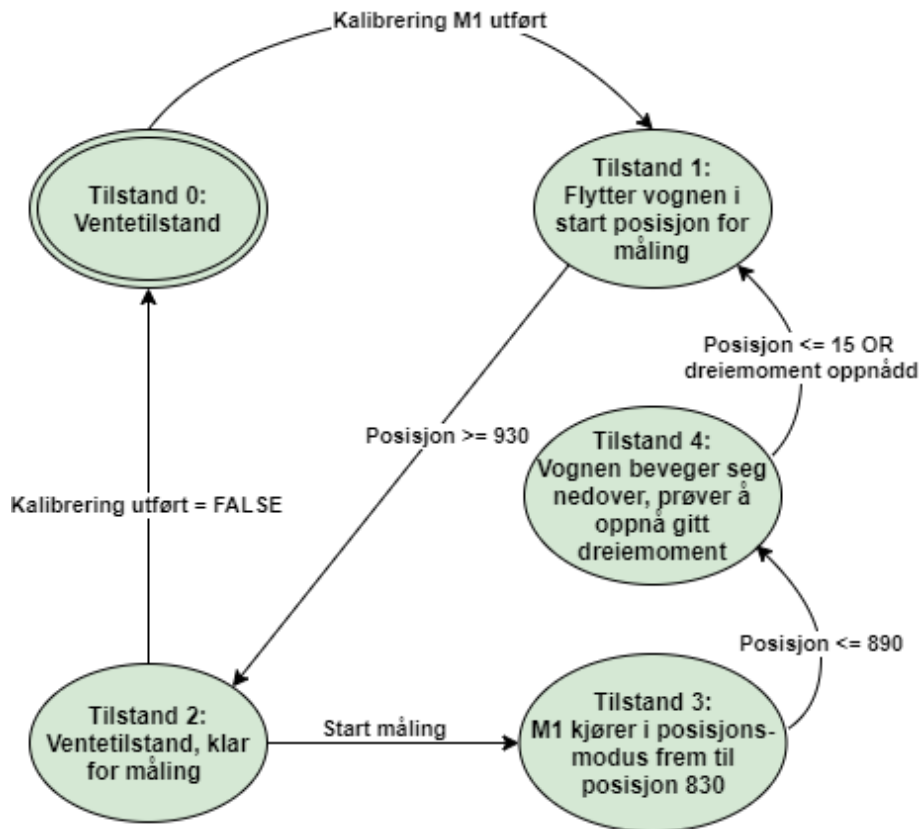 Kalibrering M1 utført
Tilstand 0:
Ventetilstand
Tilstand 1:
Flytter vognen i
start posisjon for
måling
Posisjon <= 15 OR
dreiemoment oppnådd
Posisjon >= 930
Tilstand 4:
Vognen beveger seg
nedover, prøver å
oppnå gitt
dreiemoment
Kalibrering utført = FALSE
Posisjon <= 890
Tilstand 2:
Ventetilstand, klar
for måling
Start måling
Tilstand 3:
M1 kjører i posisjons-
modus frem til
posisjon 830